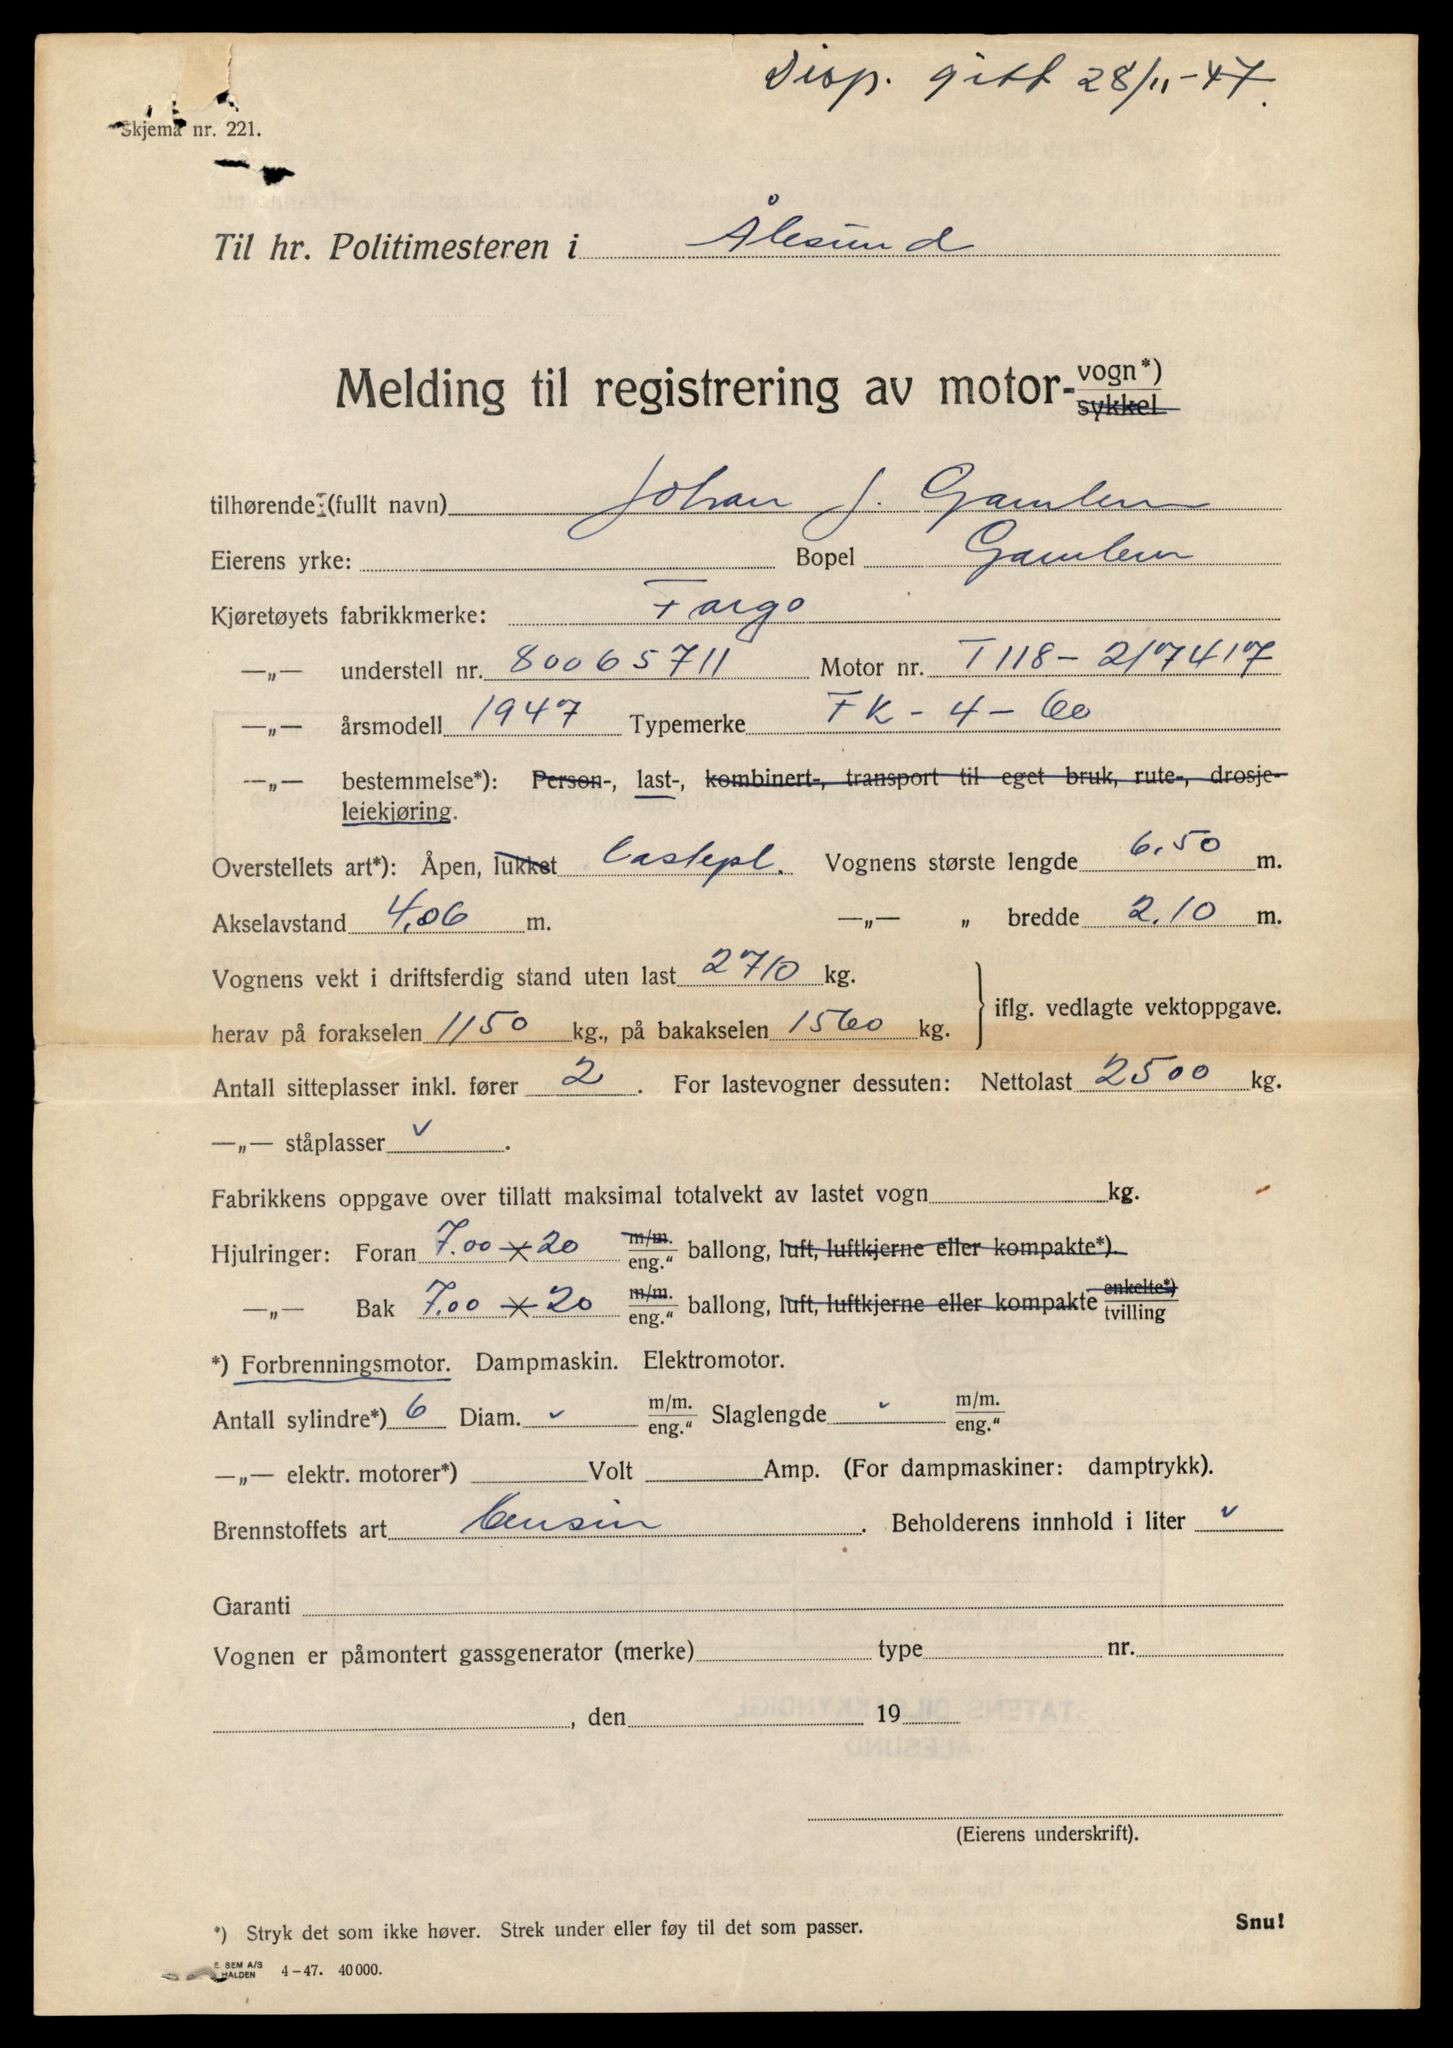 Disp. gitt 28/11-47.
Skjema nr. 221.
Til hr. Politimesteren i Ålesund
Melding til registrering av motor- vogn*)
sykkel
tilhørende: (fullt navn) Johan J. Gamlem
Eierens yrke: Bopel Gamlem
Kjøretøyets fabrikkmerke: Fargo
—„— understell nr. 80065711 Motor nr. T118-217417
—„— årsmodell 1947 Typemerke FK-4-60
—„— bestemmelse*): Person-, last-, kombinert-, transport til eget bruk, rute-, drosje-
leiekjøring.
Overstellets art*): Åpen, lukket lastepl. Vognens største lengde 6.50 m.
Akselavstand 4,06 m. —„— „ bredde 2.10 m.
Vognens vekt i driftsferdig stand uten last 2710 kg.
herav på forakselen 1150 kg., på bakakselen 1560 kg. } iflg. vedlagte vektoppgave.
Antall sitteplasser inkl. fører 2. For lastevogner dessuten: Nettolast 2500 kg.
—„— ståplasser v.
Fabrikkens oppgave over tillatt maksimal totalvekt av lastet vogn kg.
Hjulringer: Foran 7.00 x 20 m/m. eng.“ ballong, luft, luftkjerne eller kompakte*).
—„— Bak 7.00 x 20 m/m. eng.“ ballong, luft, luftkjerne eller kompakte enkelte*) tvilling
*) Forbrenningsmotor. Dampmaskin. Elektromotor.
Antall sylindre*) 6 Diam. v m/m. eng.“ Slaglengde v m/m. eng.“
—„— elektr. motorer*) Volt Amp. (For dampmaskiner: damptrykk).
Brennstoffets art bensin. Beholderens innhold i liter v
Garanti
Vognen er påmontert gassgenerator (merke) type nr.
, den 19
(Eierens underskrift).
*) Stryk det som ikke høver. Strek under eller føy til det som passer.
Snu!
E. SEM A/S
HALDEN 4-47. 40 000.